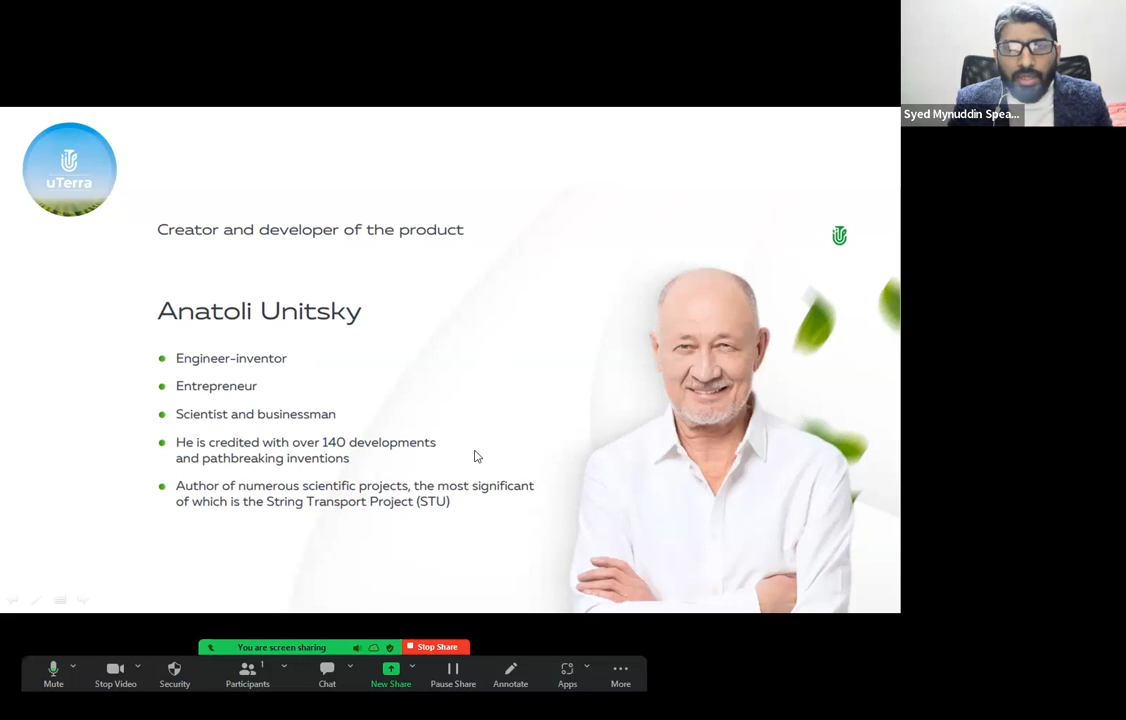 Syed Mynuddin Spea...
uTerra
Creator and developer of the product
Anatoli Unitsky
Engineer-inventor
Entrepreneur
Scientist and businessman
He is credited with over 140 developments
and pathbreaking inventions
Author of numerous scientific projects, the most significant
of which is the String Transport Project (STU)
You are screen sharing
Stop Share
1
Mute
Stop Video
Security
Participants
Chat
New Share
Pause Share
Annotate
Apps
More